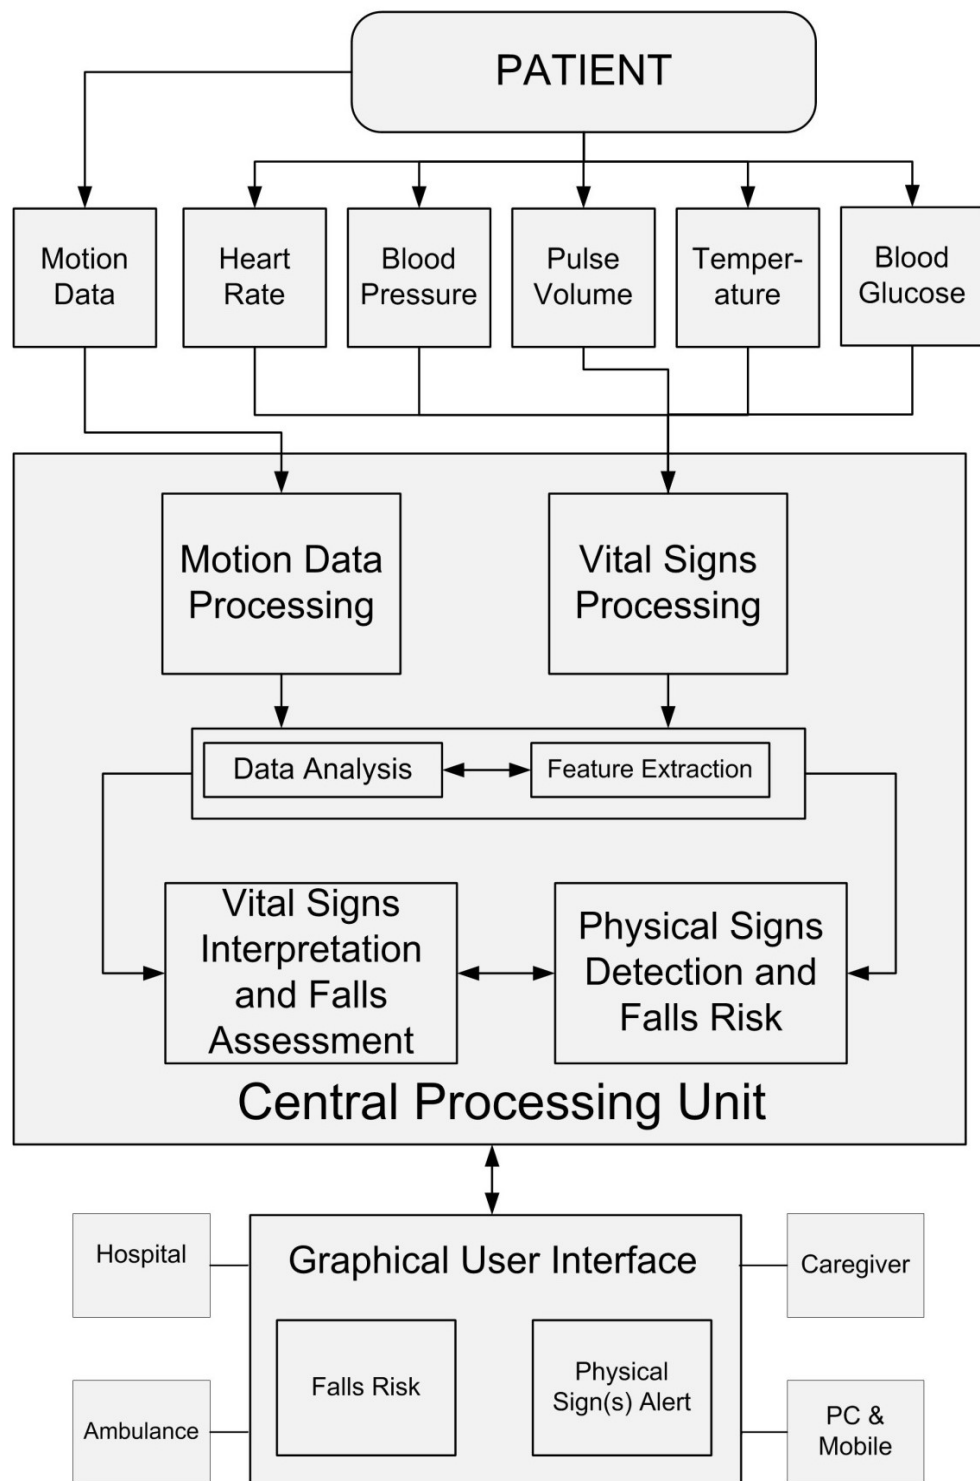 PATIENT
Motion
Data
Heart
Rate
Blood
Pressure
Pulse
Volume
Temper-
ature
Blood
Glucose
Motion Data
Processing
Vital Signs
Processing
Data Analysis
Feature Extraction
Vital Signs
Interpretation
and Falls
Assessment
Physical Signs
Detection and
Falls Risk
Central Processing Unit
Hospital
Graphical User Interface
Caregiver
Ambulance
Falls Risk
Physical
Sign(s) Alert
PC &
Mobile